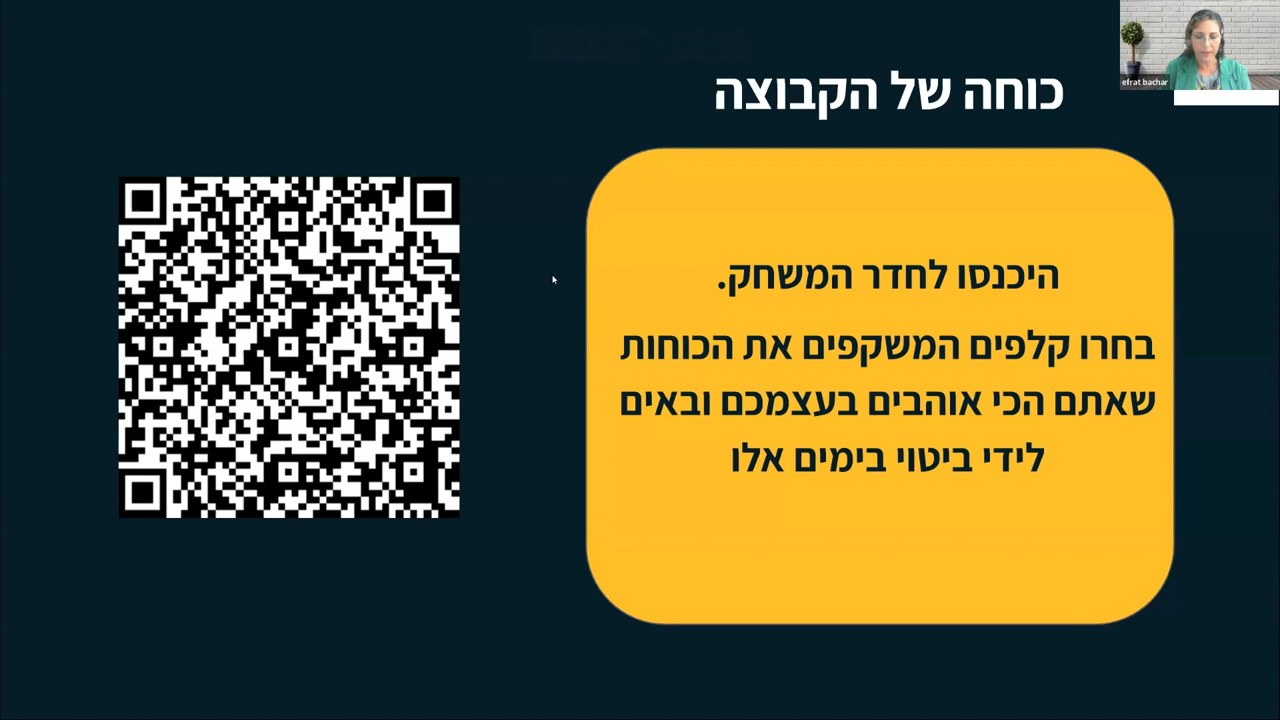 efrat bachar
כוחה של הקבוצה
היכנסו לחדר המשחק.
בחרו קלפים המשקפים את הכוחות
שאתם הכי אוהבים בעצמכם ובאים
לידי ביטוי בימים אלו